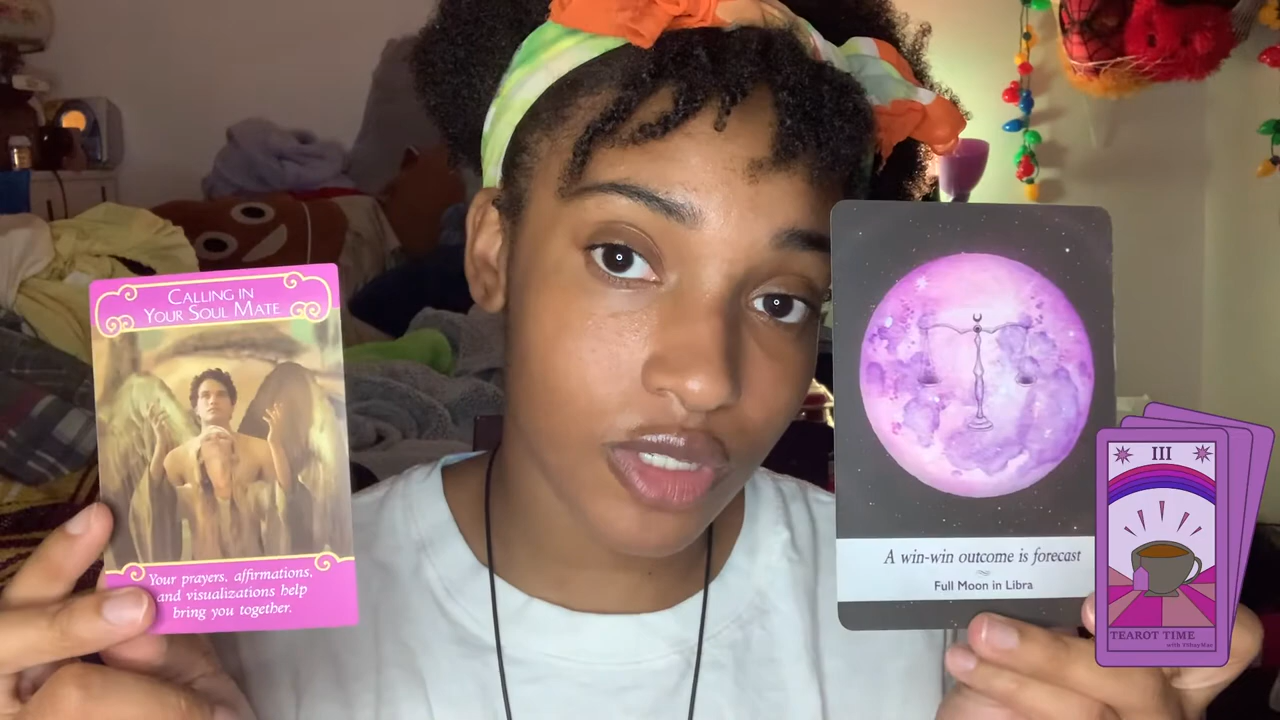 CALLING IN
YOUR SOUL MATE
Your prayers, affirmations,
and visualizations help
bring you together.
A win-win outcome is forecast
Full Moon in Libra
III
TEAROT TIME